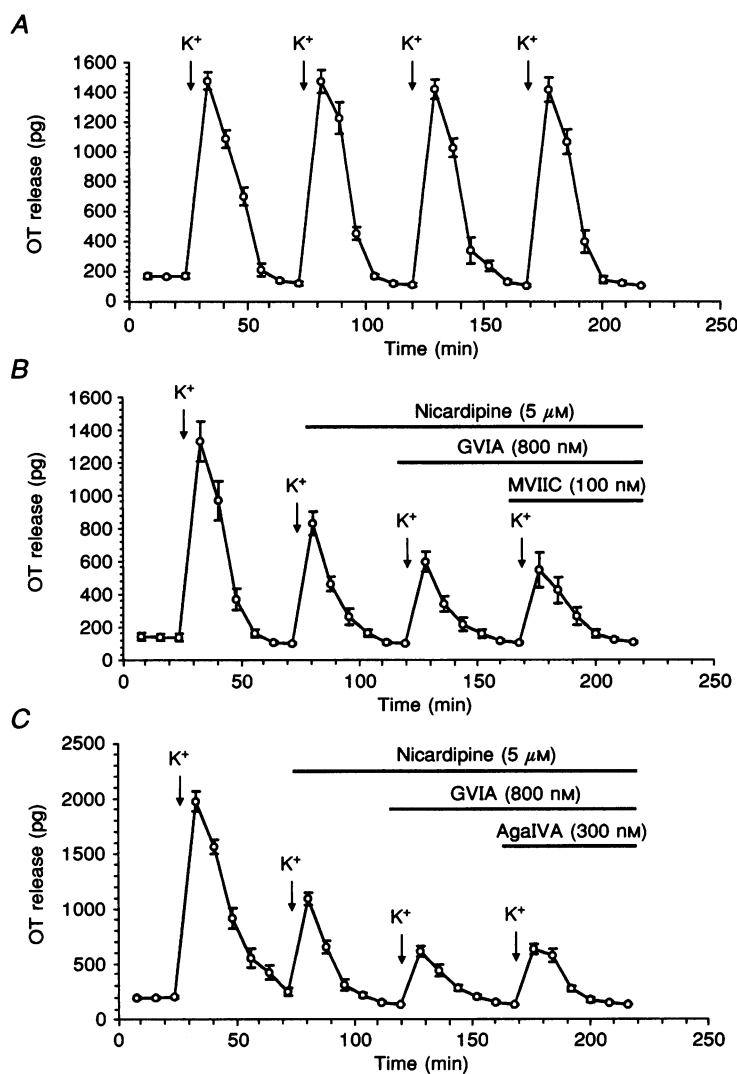 A
K+ K+ K+ K+
1600
1400
1200
1000
800
600
400
200
0
OT release (pg)
0 50 100 150 200 250
Time (min)
B
K+
K+
K+
K+
Nicardipine (5 μM)
GVIA (800 nM)
MVIIC (100 nM)
1600
1400
1200
1000
800
600
400
200
0
OT release (pg)
0 50 100 150 200 250
Time (min)
C
K+
K+
K+
K+
Nicardipine (5 μM)
GVIA (800 nM)
AgaIVA (300 nM)
2500
2000
1500
1000
500
0
OT release (pg)
0 50 100 150 200 250
Time (min)